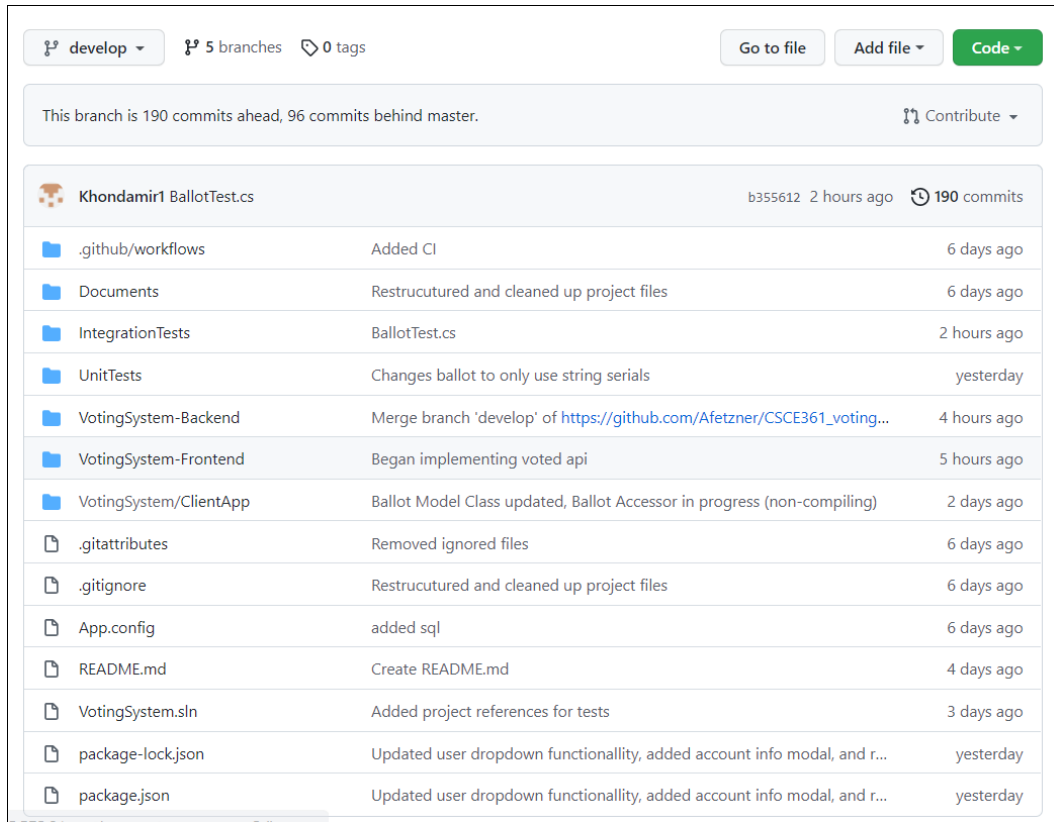 develop 5 branches 0 tags Go to file Add file Code
This branch is 190 commits ahead, 96 commits behind master. Contribute
Khondamir1 BallotTest.cs b355612 2 hours ago 190 commits
.github/workflows Added CI 6 days ago
Documents Restrucutured and cleaned up project files 6 days ago
IntegrationTests BallotTest.cs 2 hours ago
UnitTests Changes ballot to only use string serials yesterday
VotingSystem-Backend Merge branch 'develop' of https://github.com/Afetzner/CSCE361_voting... 4 hours ago
VotingSystem-Frontend Began implementing voted api 5 hours ago
VotingSystem/ClientApp Ballot Model Class updated, Ballot Accessor in progress (non-compiling) 2 days ago
.gitattributes Removed ignored files 6 days ago
.gitignore Restrucutured and cleaned up project files 6 days ago
App.config added sql 6 days ago
README.md Create README.md 4 days ago
VotingSystem.sln Added project references for tests 3 days ago
package-lock.json Updated user dropdown functionallity, added account info modal, and r... yesterday
package.json Updated user dropdown functionallity, added account info modal, and r... yesterday